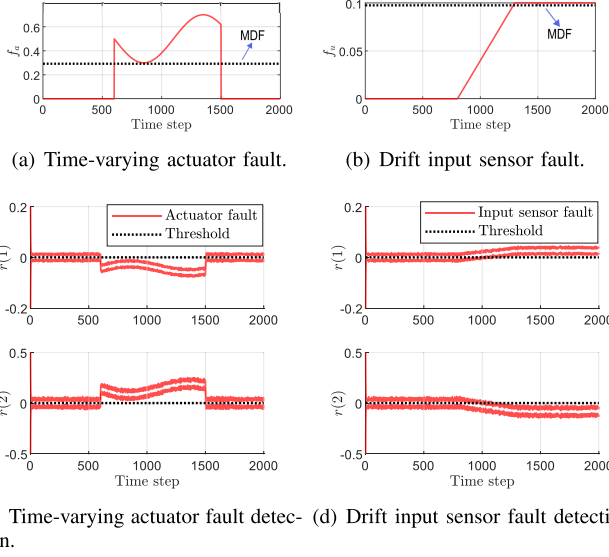 0.6
0.4
0.2
0
f_a
MDF
0 500 1000 1500 2000
Time step
(a) Time-varying actuator fault.
0.1
0.05
0
f_u
MDF
0 500 1000 1500 2000
Time step
(b) Drift input sensor fault.
0.2
0
-0.2
r(1)
Actuator fault
Threshold
0 500 1000 1500 2000
0.5
0
-0.5
r(2)
0 500 1000 1500 2000
Time step
Time-varying actuator fault detec-
n.
0.2
0
-0.2
r(1)
Input sensor fault
Threshold
0 500 1000 1500 2000
0.5
0
-0.5
r(2)
0 500 1000 1500 2000
Time step
(d) Drift input sensor fault detecti